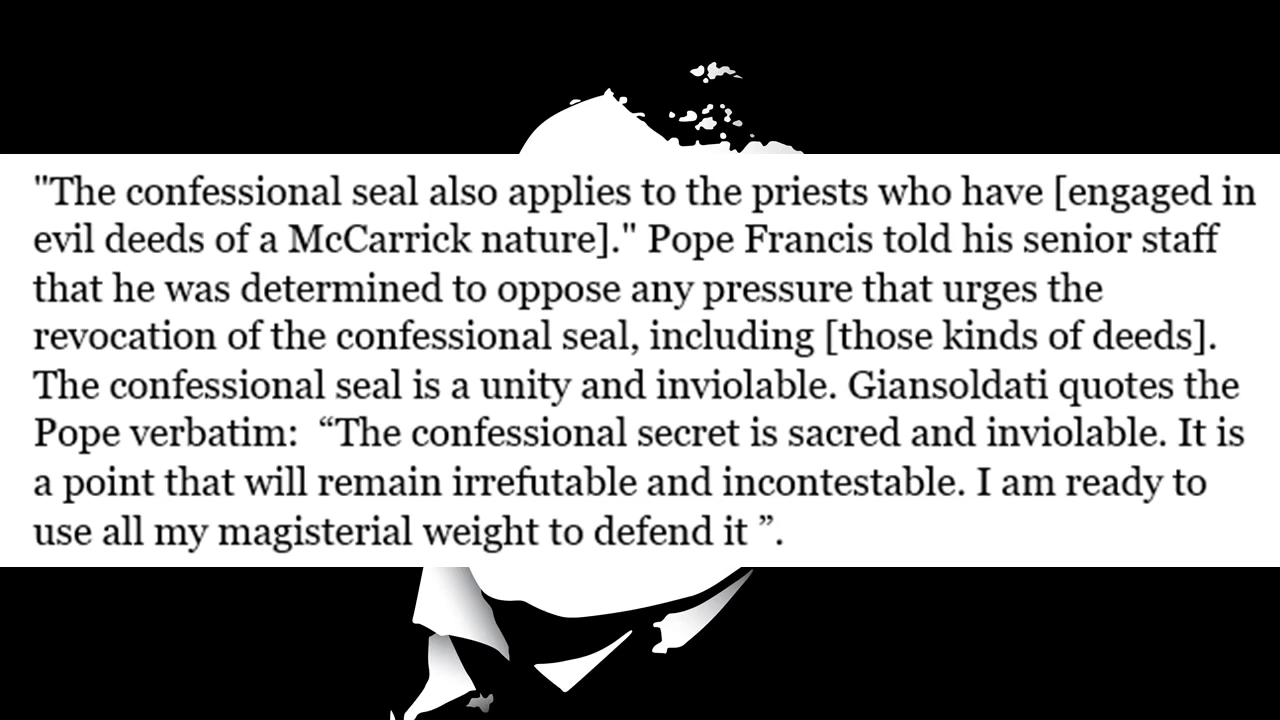 "The confessional seal also applies to the priests who have [engaged in
evil deeds of a McCarrick nature]." Pope Francis told his senior staff
that he was determined to oppose any pressure that urges the
revocation of the confessional seal, including [those kinds of deeds].
The confessional seal is a unity and inviolable. Giansoldati quotes the
Pope verbatim:  “The confessional secret is sacred and inviolable. It is
a point that will remain irrefutable and incontestable. I am ready to
use all my magisterial weight to defend it ”.